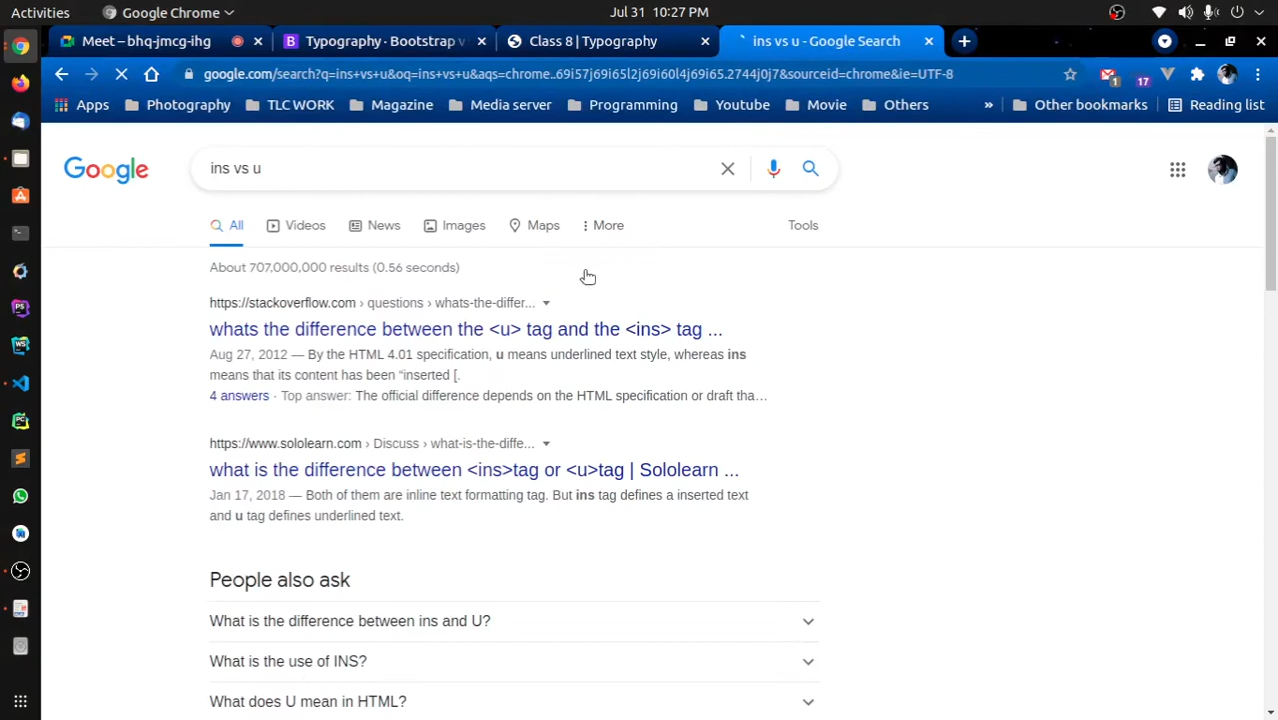 Activities
Google Chrome
Jul 31 10:27 PM
Meet – bhq-jmcg-ihg
B
Typography · Bootstrap v
Class 8 | Typography
ins vs u - Google Search
google.com/search?q=ins+vs+u&oq=ins+vs+u&aqs=chrome..69i57j69i65l2j69i60l4j69i65.2744j0j7&sourceid=chrome&ie=UTF-8
1
17
Apps
Photography
TLC WORK
Magazine
Media server
Programming
Youtube
Movie
Others
»
Other bookmarks
Reading list
Google
ins vs u
All
Videos
News
Images
Maps
More
Tools
About 707,000,000 results (0.56 seconds)
https://stackoverflow.com › questions › whats-the-differ...
whats the difference between the <u> tag and the <ins> tag ...
Aug 27, 2012 — By the HTML 4.01 specification, u means underlined text style, whereas ins
means that its content has been “inserted [.
4 answers · Top answer: The official difference depends on the HTML specification or draft tha...
https://www.sololearn.com › Discuss › what-is-the-diffe...
what is the difference between <ins>tag or <u>tag | Sololearn ...
Jan 17, 2018 — Both of them are inline text formatting tag. But ins tag defines a inserted text
and u tag defines underlined text.
People also ask
What is the difference between ins and U?
What is the use of INS?
What does U mean in HTML?
PS
WS
PC